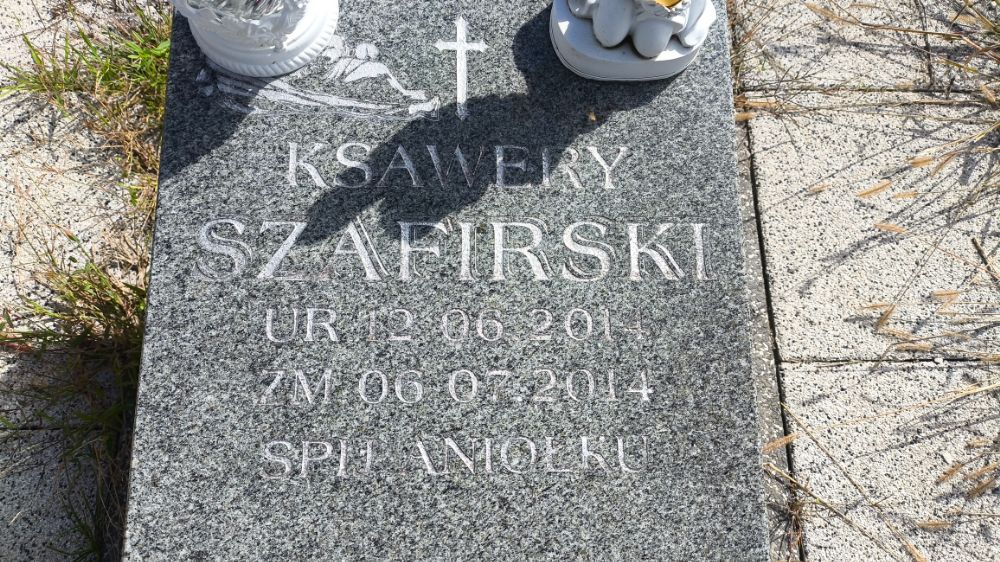 KSAWERY
SZAFIRSKI
UR 12.06.2014
ZM 06 07.2014
ŚPIJ ANIOŁKU